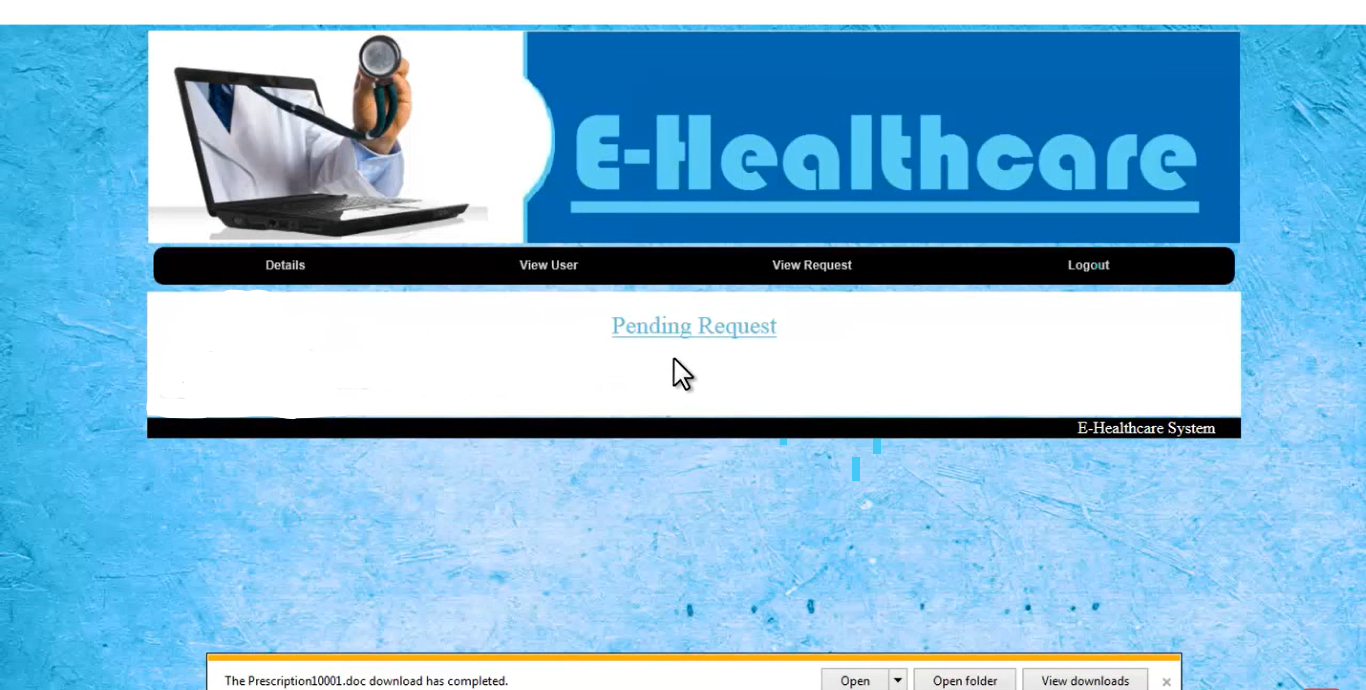 E-Healthcare
Details View User View Request Logout
Pending Request
E-Healthcare System
The Prescription10001.doc download has completed. Open Open folder View downloads ×